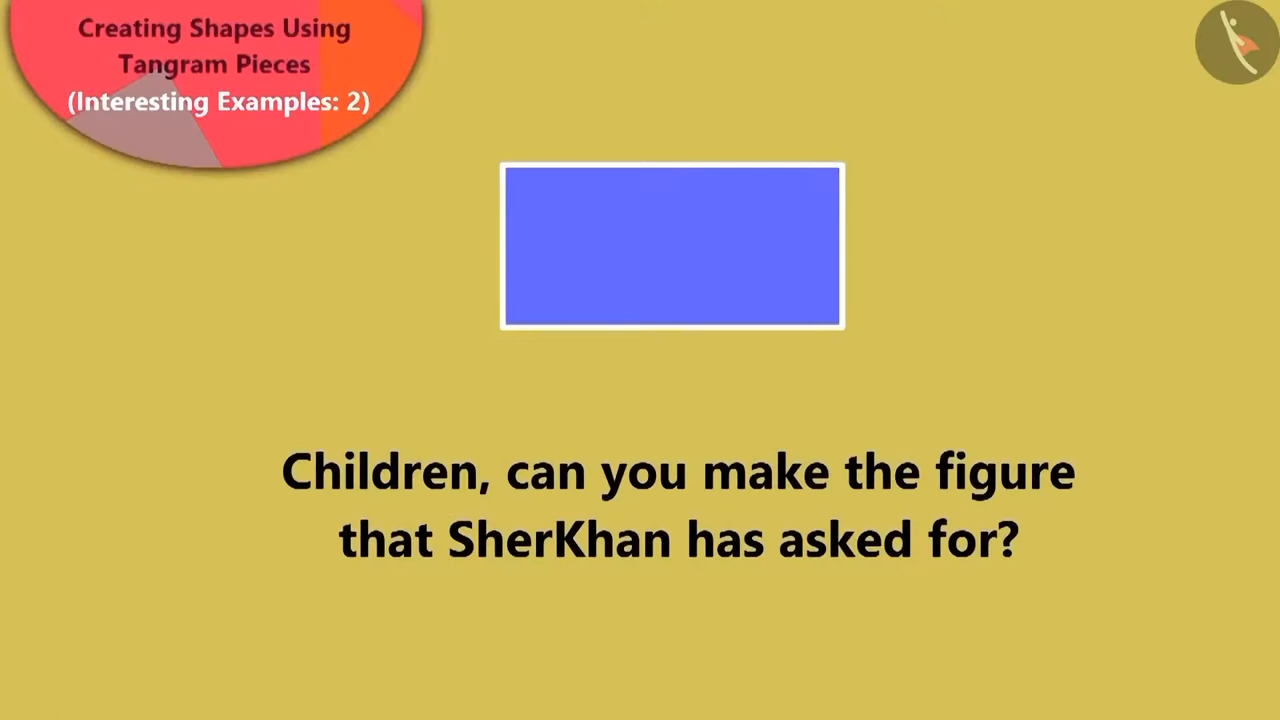 Creating Shapes Using
Tangram Pieces
(Interesting Examples: 2)
Children, can you make the figure
that SherKhan has asked for?